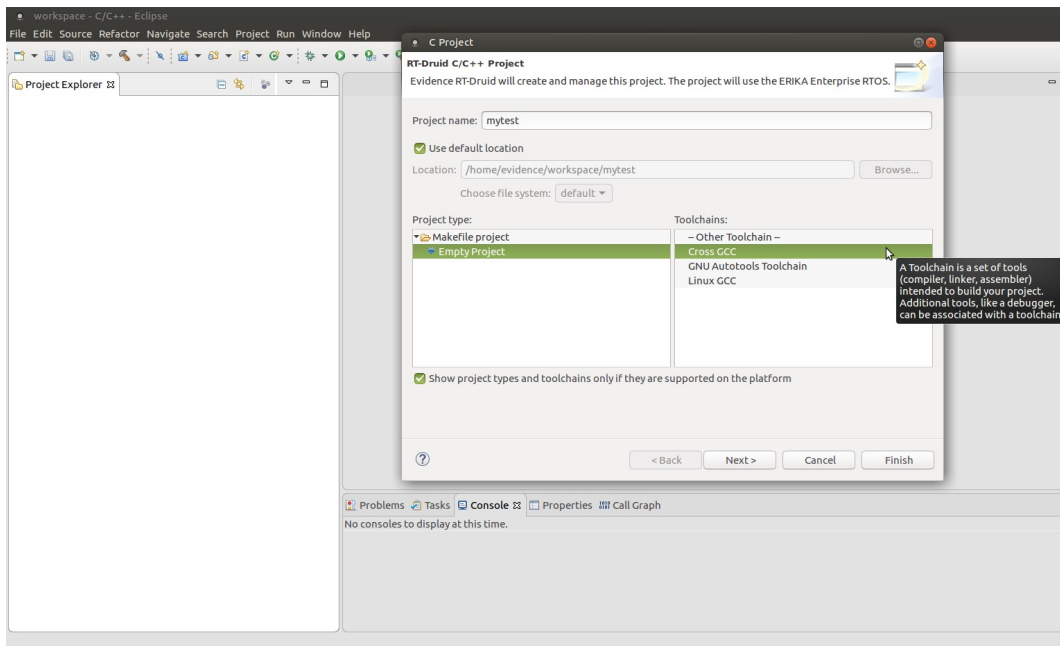 workspace - C/C++ - Eclipse
File Edit Source Refactor Navigate Search Project Run Window Help
Project Explorer
C Project
RT-Druid C/C++ Project
Evidence RT-Druid will create and manage this project. The project will use the ERIKA Enterprise RTOS.
Project name: mytest
Use default location
Location: /home/evidence/workspace/mytest Browse...
Choose file system: default
Project type: Toolchains:
Makefile project
Empty Project
-- Other Toolchain --
Cross GCC
GNU Autotools Toolchain
Linux GCC
A Toolchain is a set of tools
(compiler, linker, assembler)
intended to build your project.
Additional tools, like a debugger,
can be associated with a toolchain
Show project types and toolchains only if they are supported on the platform
< Back Next > Cancel Finish
Problems Tasks Console Properties Call Graph
No consoles to display at this time.